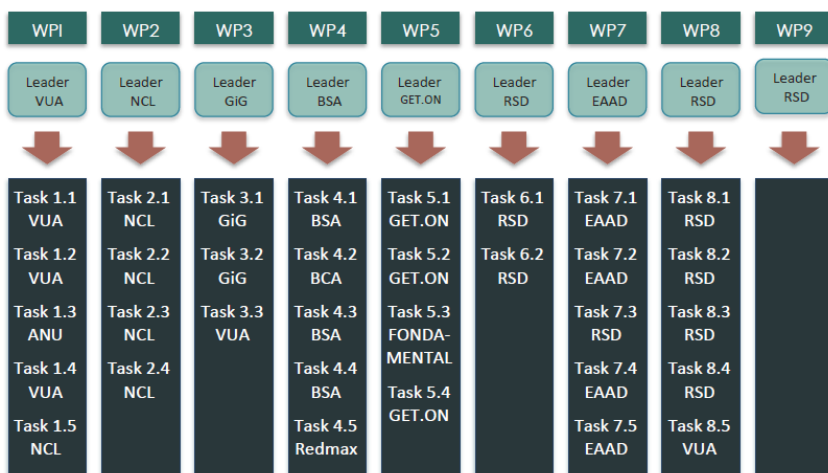 WPI
WP2
WP3
WP4
WP5
WP6
WP7
WP8
WP9
Leader
VUA
Leader
NCL
Leader
GiG
Leader
BSA
Leader
GET.ON
Leader
RSD
Leader
EAAD
Leader
RSD
Leader
RSD
Task 1.1
VUA
Task 1.2
VUA
Task 1.3
ANU
Task 1.4
VUA
Task 1.5
NCL
Task 2.1
NCL
Task 2.2
NCL
Task 2.3
NCL
Task 2.4
NCL
Task 3.1
GiG
Task 3.2
GiG
Task 3.3
VUA
Task 4.1
BSA
Task 4.2
BCA
Task 4.3
BSA
Task 4.4
BSA
Task 4.5
Redmax
Task 5.1
GET.ON
Task 5.2
GET.ON
Task 5.3
FONDA-
MENTAL
Task 5.4
GET.ON
Task 6.1
RSD
Task 6.2
RSD
Task 7.1
EAAD
Task 7.2
EAAD
Task 7.3
RSD
Task 7.4
EAAD
Task 7.5
EAAD
Task 8.1
RSD
Task 8.2
RSD
Task 8.3
RSD
Task 8.4
RSD
Task 8.5
VUA